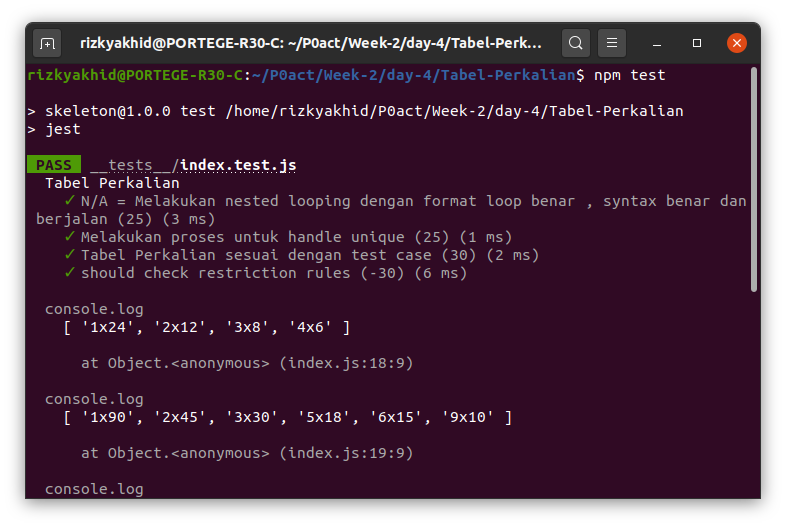 rizkyakhid@PORTEGE-R30-C: ~/P0act/Week-2/day-4/Tabel-Perk...
rizkyakhid@PORTEGE-R30-C:~/P0act/Week-2/day-4/Tabel-Perkalian$ npm test
> skeleton@1.0.0 test /home/rizkyakhid/P0act/Week-2/day-4/Tabel-Perkalian
> jest
PASS __tests__/index.test.js
Tabel Perkalian
✓ N/A = Melakukan nested looping dengan format loop benar , syntax benar dan
berjalan (25) (3 ms)
✓ Melakukan proses untuk handle unique (25) (1 ms)
✓ Tabel Perkalian sesuai dengan test case (30) (2 ms)
✓ should check restriction rules (-30) (6 ms)
console.log
[ '1x24', '2x12', '3x8', '4x6' ]
at Object.<anonymous> (index.js:18:9)
console.log
[ '1x90', '2x45', '3x30', '5x18', '6x15', '9x10' ]
at Object.<anonymous> (index.js:19:9)
console.log